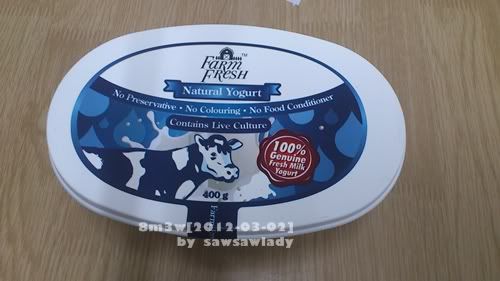 FARM
FRESH
TM
Natural Yogurt
No Preservative • No Colouring • No Food Conditioner
Contains Live Culture
100%
Genuine
Fresh Milk
Yogurt
400 g
8m3w[2012-03-02]
by sawsawlady